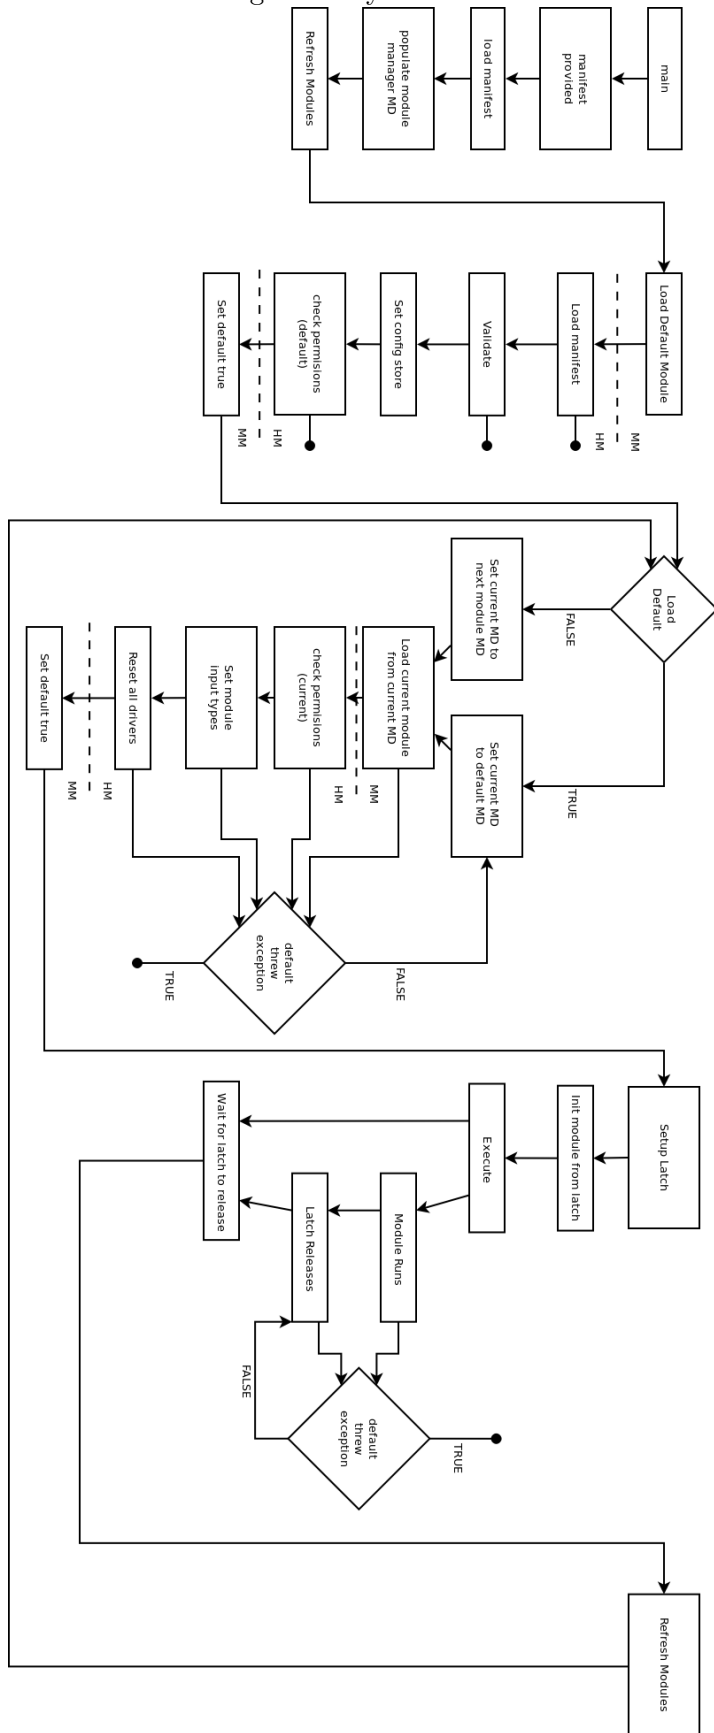 main
manifest
provided
load manifest
populate module
manager MD
Refresh Modules
Load Default Module
MM
HM
Load manifest
Validate
Set config store
check permisions
(default)
HM
MM
Set default true
Load
Default
FALSE
TRUE
Set current MD to
next module MD
Set current MD
to default MD
Load current module
from current MD
MM
HM
check permisions
(current)
Set module
input types
Reset all drivers
HM
MM
Set default true
default
threw
exception
FALSE
TRUE
Setup Latch
Init module from latch
Execute
Module Runs
Latch Releases
Wait for latch to release
default
threw
exception
TRUE
FALSE
Refresh Modules